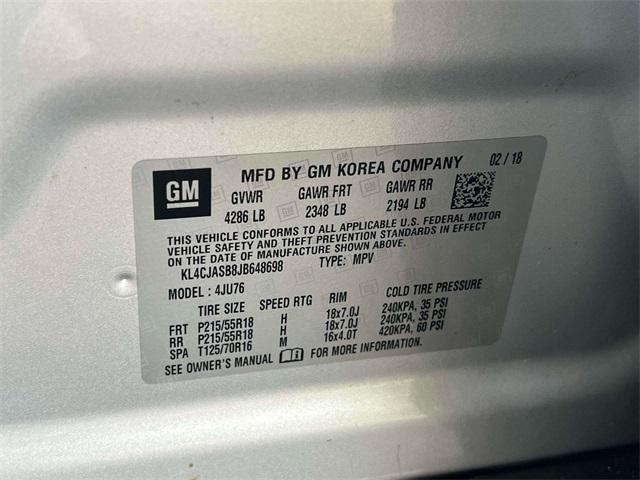 GM MFD BY GM KOREA COMPANY 02 / 18
GVWR GAWR FRT GAWR RR
4286 LB 2348 LB 2194 LB
THIS VEHICLE CONFORMS TO ALL APPLICABLE U.S. FEDERAL MOTOR
VEHICLE SAFETY AND THEFT PREVENTION STANDARDS IN EFFECT
ON THE DATE OF MANUFACTURE SHOWN ABOVE.
KL4CJASB8JB648698 TYPE: MPV
MODEL : 4JU76
TIRE SIZE SPEED RTG RIM COLD TIRE PRESSURE
FRT P215/55R18 H 18x7.0J 240KPA, 35 PSI
RR P215/55R18 H 18x7.0J 240KPA, 35 PSI
SPA T125/70R16 M 16x4.0T 420KPA, 60 PSI
SEE OWNER'S MANUAL FOR MORE INFORMATION.